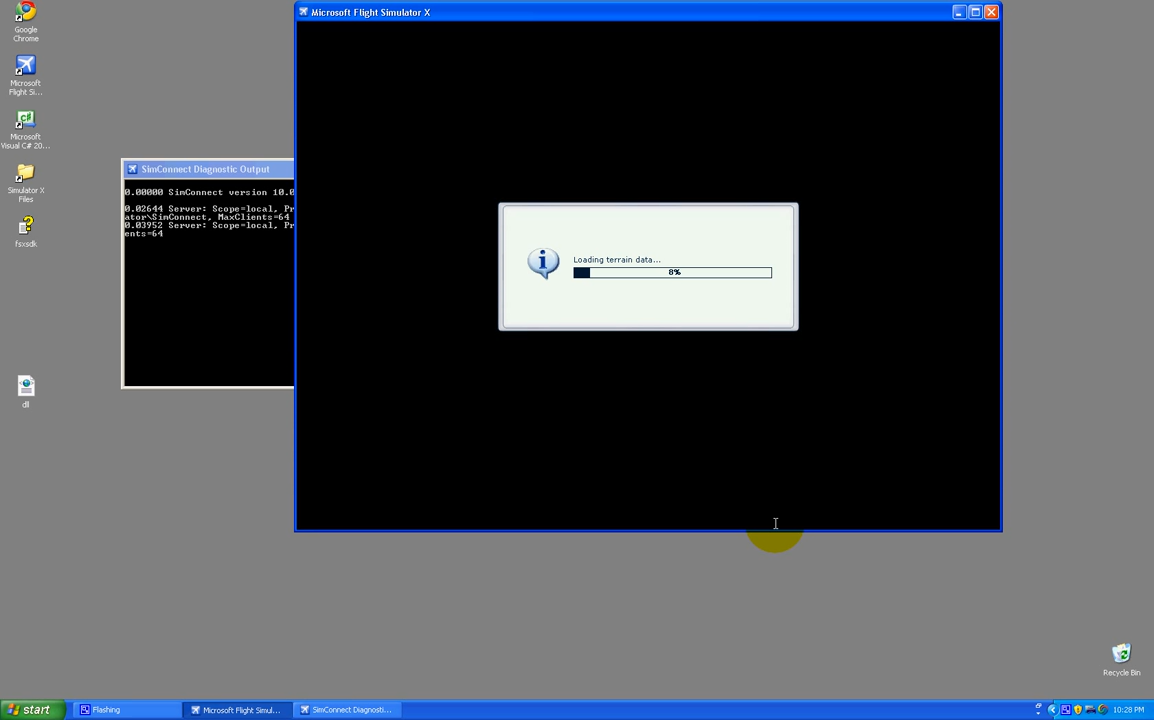 Google
Chrome
Microsoft
Flight Si...
Microsoft
Visual C# 20...
Simulator X
Files
fsxsdk
dll
SimConnect Diagnostic Output
0.00000 SimConnect version 10.0
0.02644 Server: Scope=local, Pr
ator\SimConnect, MaxClients=64
0.03952 Server: Scope=local, Pr
ents=64
Microsoft Flight Simulator X
Loading terrain data...
8%
Recycle Bin
start
Flashing
Microsoft Flight Simul...
SimConnect Diagnosti...
10:28 PM